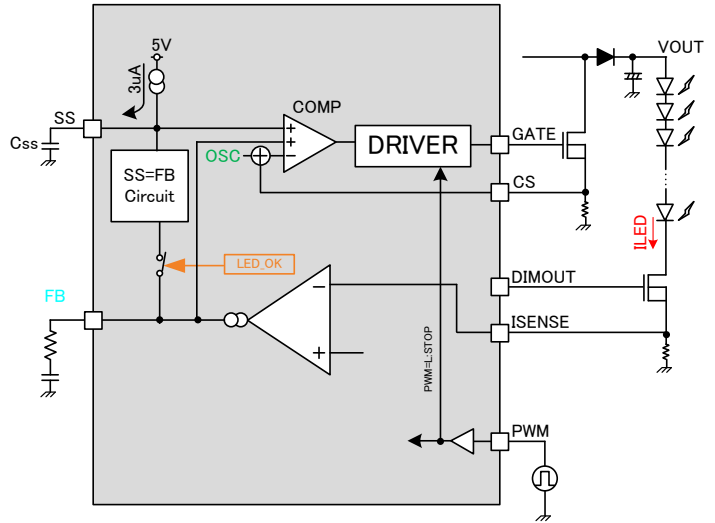 5V
3uA
SS
Css
COMP
OSC
DRIVER
GATE
CS
VOUT
SS=FB
Circuit
LED_OK
ILED
FB
DIMOUT
ISENSE
PWM=L:STOP
PWM